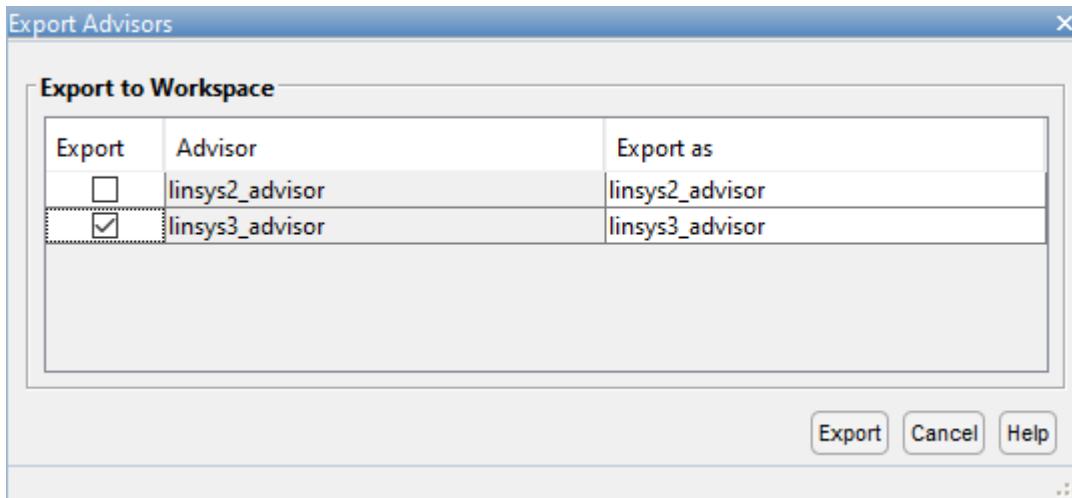 Export Advisors
Export to Workspace
Export Advisor Export as
linsys2_advisor linsys2_advisor
linsys3_advisor linsys3_advisor
Export Cancel Help